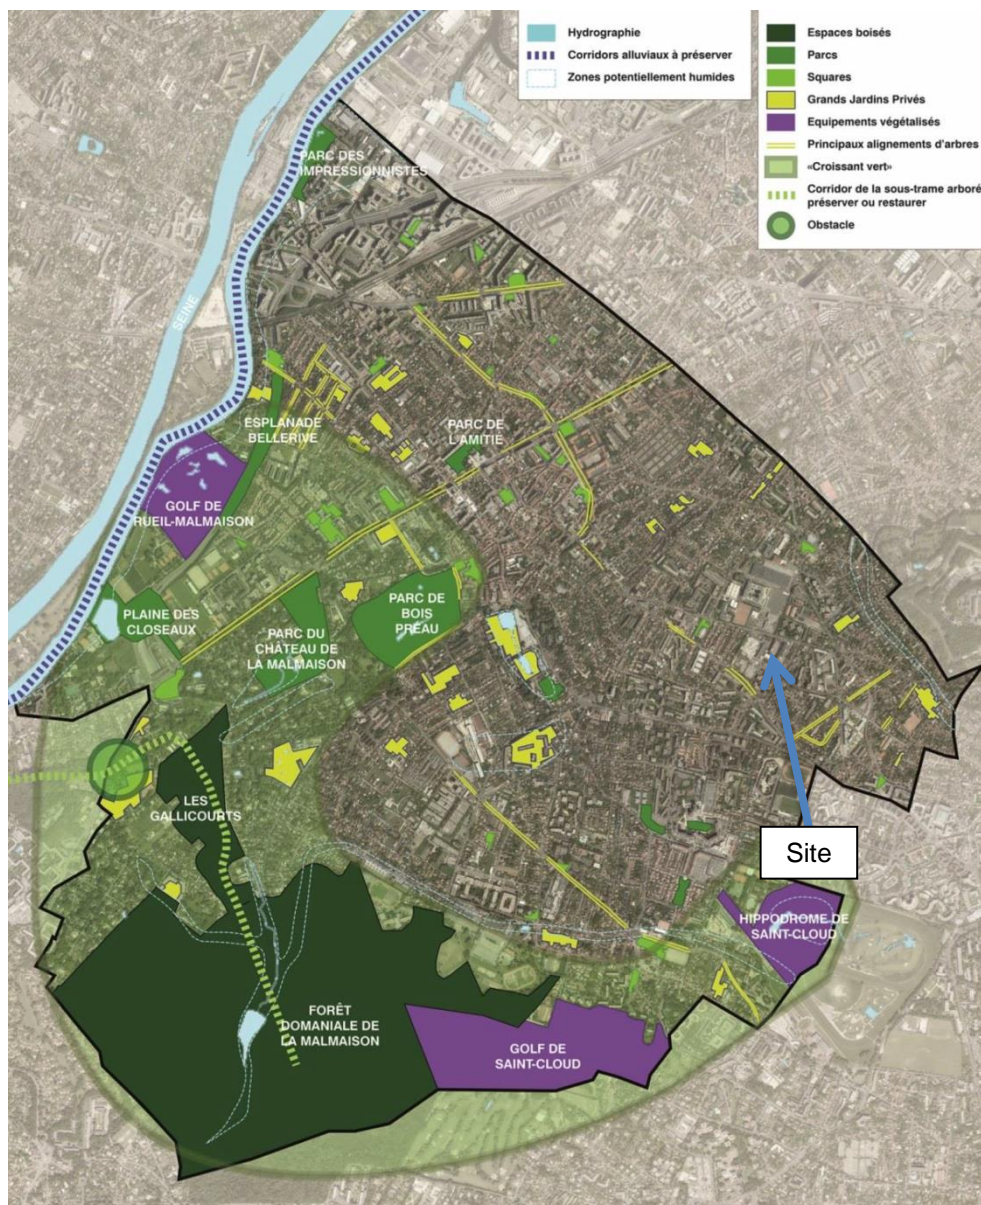 Hydrographie
Corridors alluviaux à préserver
Zones potentiellement humides
Espaces boisés
Parcs
Squares
Grands Jardins Privés
Equipements végétalisés
Principaux alignements d'arbres
«Croissant vert»
Corridor de la sous-trame arboré
préserver ou restaurer
Obstacle
PARC DES
IMPRESSIONNISTES
SEINE
ESPLANADE
BELLERIVE
PARC DE
L'AMITIÉ
GOLF DE
RUEIL-MALMAISON
PLAINE DES
CLOSEAUX
PARC DU
CHÂTEAU DE
LA MALMAISON
PARC DE
BOIS
PRÉAU
LES
GALLICOURTS
Site
HIPPODROME DE
SAINT-CLOUD
FORÊT
DOMANIALE DE
LA MALMAISON
GOLF DE
SAINT-CLOUD